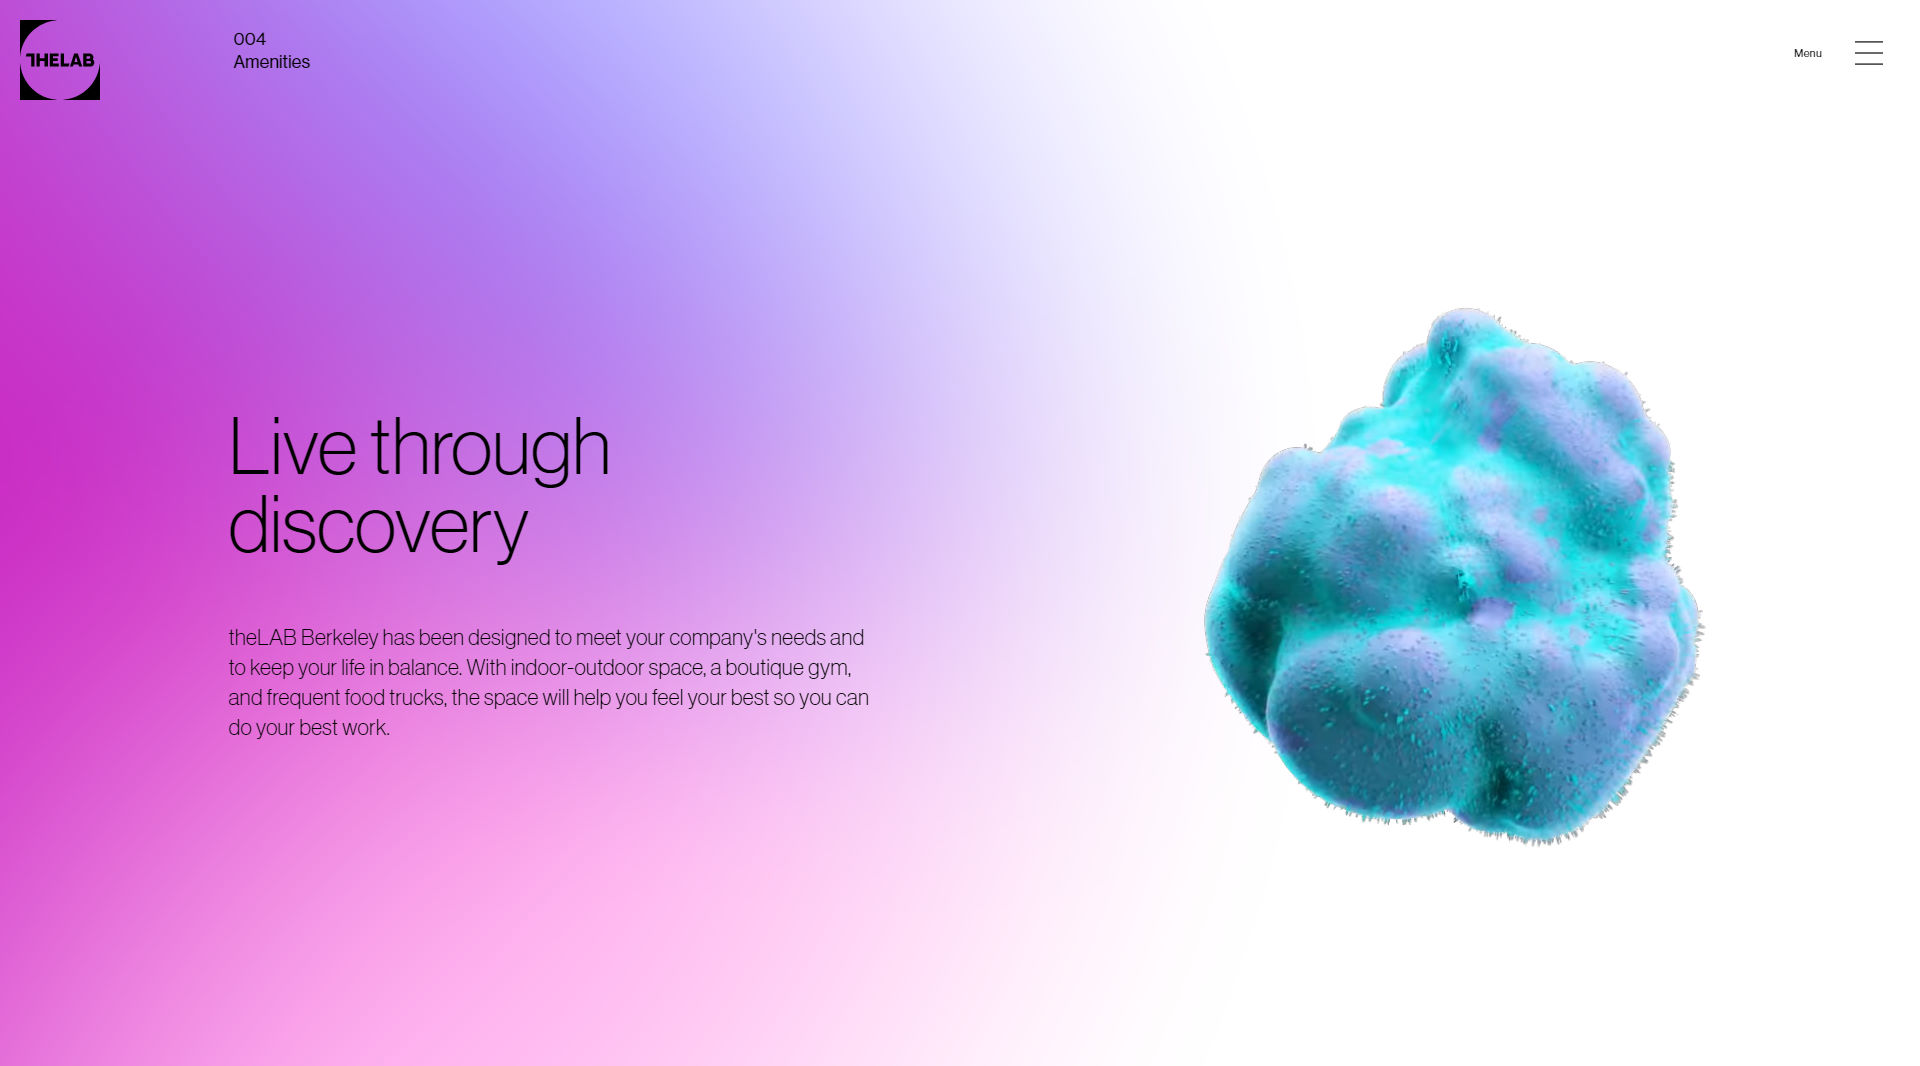 THELAB
004
Amenities
Menu
Live through
discovery
theLAB Berkeley has been designed to meet your company's needs and
to keep your life in balance. With indoor-outdoor space, a boutique gym,
and frequent food trucks, the space will help you feel your best so you can
do your best work.